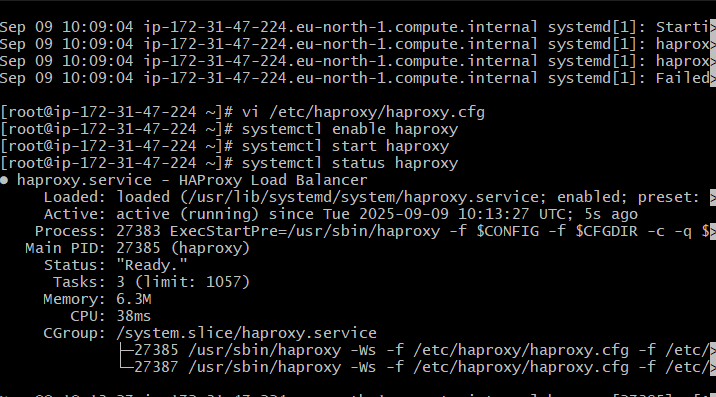 Sep 09 10:09:04 ip-172-31-47-224.eu-north-1.compute.internal systemd[1]: Starti>
Sep 09 10:09:04 ip-172-31-47-224.eu-north-1.compute.internal systemd[1]: haprox>
Sep 09 10:09:04 ip-172-31-47-224.eu-north-1.compute.internal systemd[1]: haprox>
Sep 09 10:09:04 ip-172-31-47-224.eu-north-1.compute.internal systemd[1]: Failed>
[root@ip-172-31-47-224 ~]# vi /etc/haproxy/haproxy.cfg
[root@ip-172-31-47-224 ~]# systemctl enable haproxy
[root@ip-172-31-47-224 ~]# systemctl start haproxy
[root@ip-172-31-47-224 ~]# systemctl status haproxy
● haproxy.service - HAProxy Load Balancer
Loaded: loaded (/usr/lib/systemd/system/haproxy.service; enabled; preset: >
Active: active (running) since Tue 2025-09-09 10:13:27 UTC; 5s ago
Process: 27383 ExecStartPre=/usr/sbin/haproxy -f $CONFIG -f $CFGDIR -c -q $>
Main PID: 27385 (haproxy)
Status: "Ready."
Tasks: 3 (limit: 1057)
Memory: 6.3M
CPU: 38ms
CGroup: /system.slice/haproxy.service
├─27385 /usr/sbin/haproxy -Ws -f /etc/haproxy/haproxy.cfg -f /etc/>
└─27387 /usr/sbin/haproxy -Ws -f /etc/haproxy/haproxy.cfg -f /etc/>